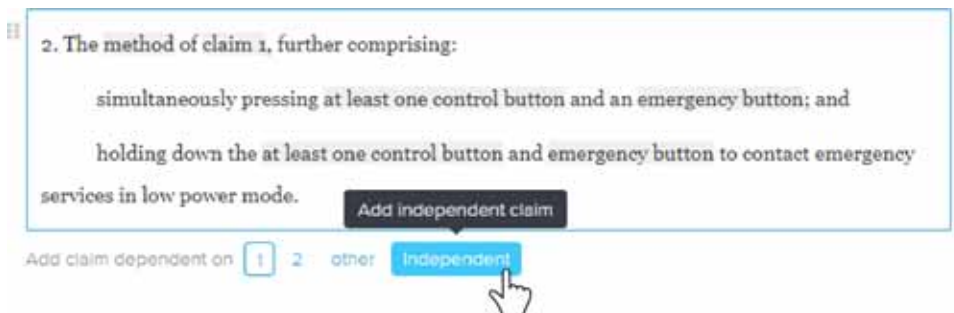 2. The method of claim 1, further comprising:
simultaneously pressing at least one control button and an emergency button; and
holding down the at least one control button and emergency button to contact emergency
services in low power mode.
Add independent claim
Add claim dependent on 1 2 other Independent